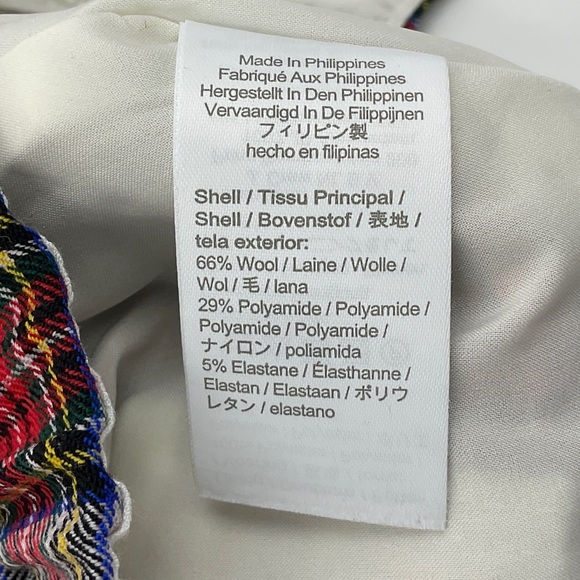 Made In Philippines
Fabriqué Aux Philippines
Hergestellt In Den Philippinen
Vervaardigd In De Filippijnen
フィリピン製
hecho en filipinas
Shell / Tissu Principal /
Shell / Bovenstof / 表地 /
tela exterior:
66% Wool / Laine / Wolle /
Wol / 毛 / lana
29% Polyamide / Polyamide /
Polyamide / Polyamide /
ナイロン / poliamida
5% Elastane / Élasthanne /
Elastan / Elastaan / ポリウ
レタン / elastano